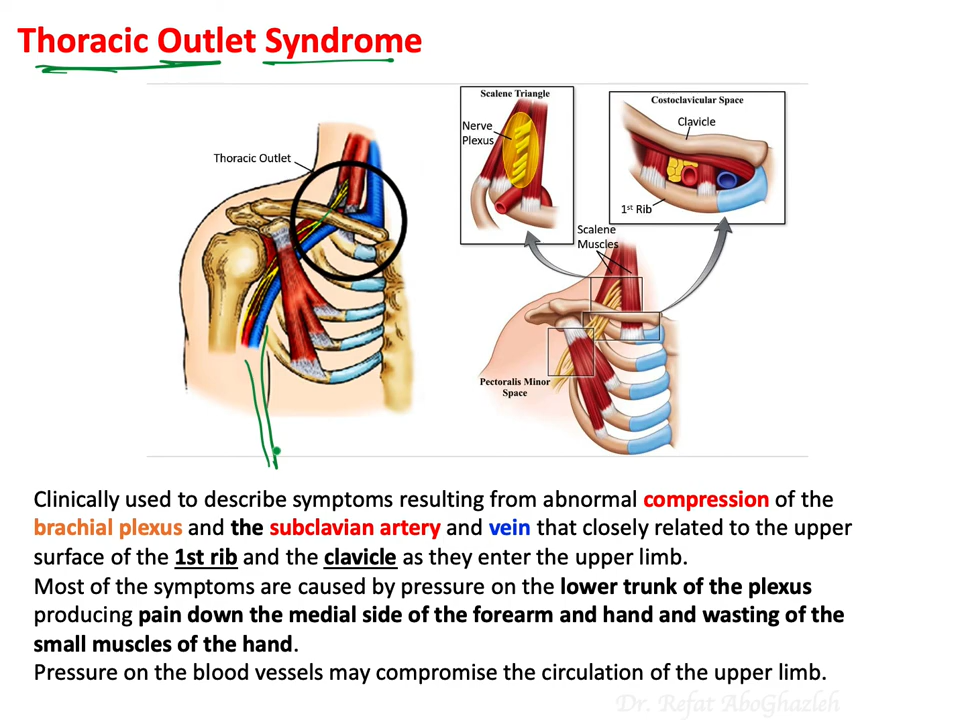 Thoracic Outlet Syndrome
Scalene Triangle
Nerve
Plexus
Costoclavicular Space
Clavicle
1st Rib
Thoracic Outlet
Scalene
Muscles
Pectoralis Minor
Space
Clinically used to describe symptoms resulting from abnormal compression of the
brachial plexus and the subclavian artery and vein that closely related to the upper
surface of the 1st rib and the clavicle as they enter the upper limb.
Most of the symptoms are caused by pressure on the lower trunk of the plexus
producing pain down the medial side of the forearm and hand and wasting of the
small muscles of the hand.
Pressure on the blood vessels may compromise the circulation of the upper limb.
Dr. Refat AboGhazleh